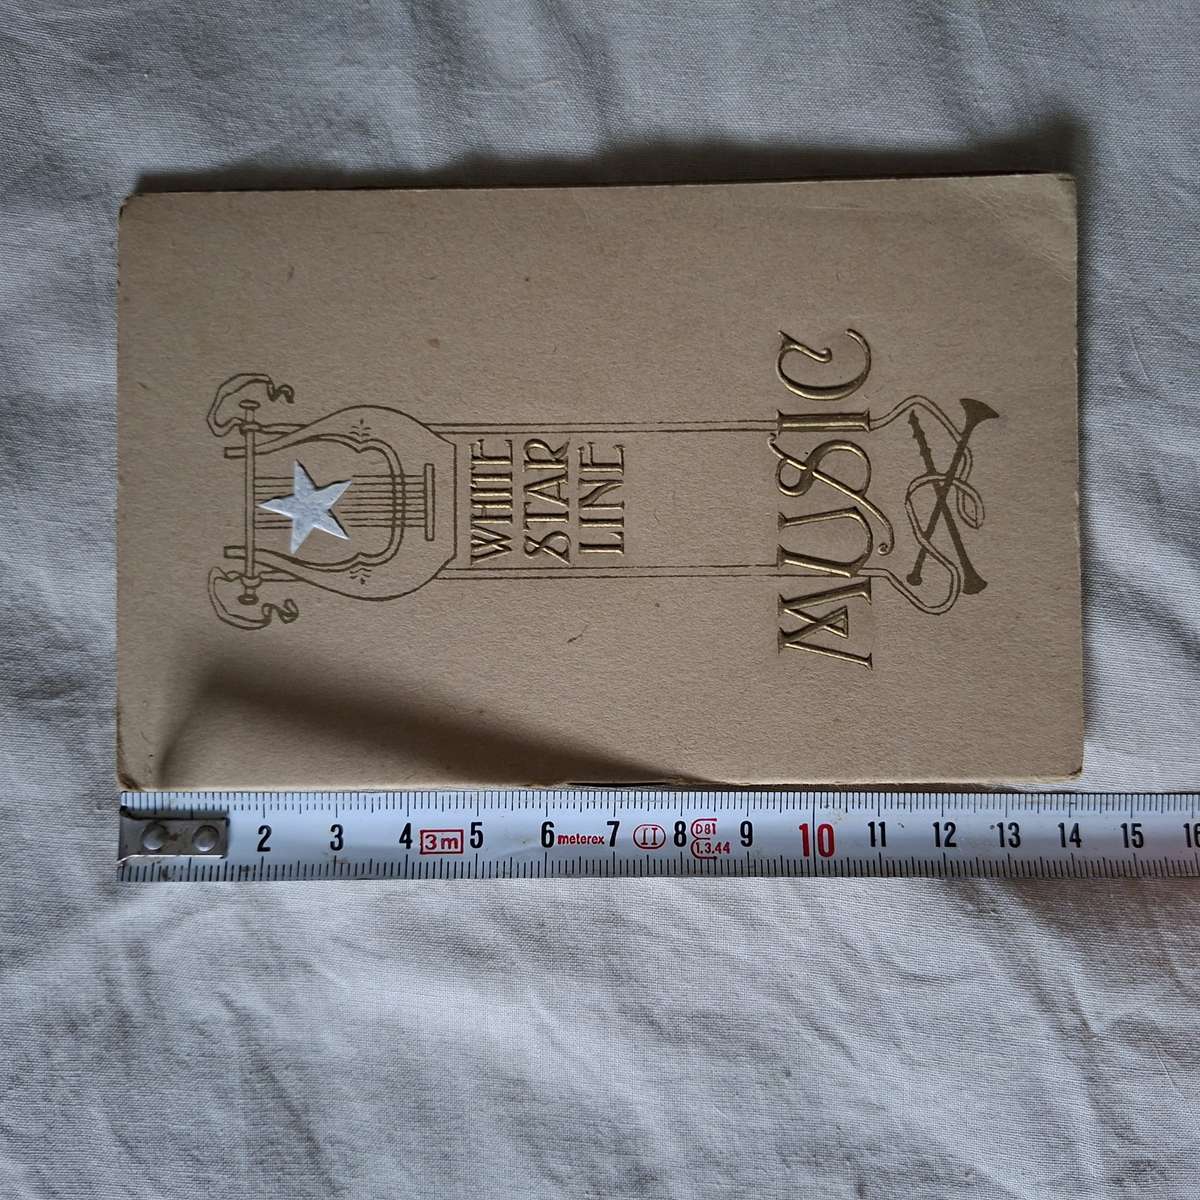 WHITE
STAR
LINE
MUSIC
2 3 4 3m 5 6 meterex 7 II 8 D81 1.3.44 9 10 11 12 13 14 15